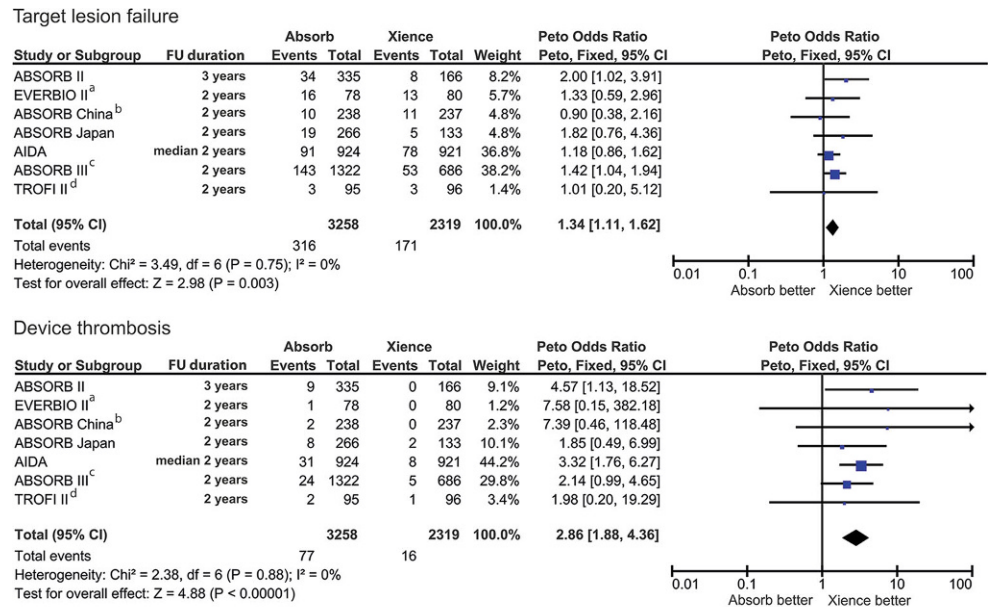 Target lesion failure
Absorb Xience Peto Odds Ratio Peto Odds Ratio
Study or Subgroup FU duration Events Total Events Total Weight Peto, Fixed, 95% CI Peto, Fixed, 95% CI
ABSORB II 3 years 34 335 8 166 8.2% 2.00 [1.02, 3.91]
EVERBIO IIa 2 years 16 78 13 80 5.7% 1.33 [0.59, 2.96]
ABSORB Chinab 2 years 10 238 11 237 4.8% 0.90 [0.38, 2.16]
ABSORB Japan 2 years 19 266 5 133 4.8% 1.82 [0.76, 4.36]
AIDA median 2 years 91 924 78 921 36.8% 1.18 [0.86, 1.62]
ABSORB IIIc 2 years 143 1322 53 686 38.2% 1.42 [1.04, 1.94]
TROFI IId 2 years 3 95 3 96 1.4% 1.01 [0.20, 5.12]
Total (95% CI) 3258 2319 100.0% 1.34 [1.11, 1.62]
Total events 316 171
Heterogeneity: Chi² = 3.49, df = 6 (P = 0.75); I² = 0%
Test for overall effect: Z = 2.98 (P = 0.003)
0.01 0.1 1 10 100
Absorb better Xience better
Device thrombosis
Absorb Xience Peto Odds Ratio Peto Odds Ratio
Study or Subgroup FU duration Events Total Events Total Weight Peto, Fixed, 95% CI Peto, Fixed, 95% CI
ABSORB II 3 years 9 335 0 166 9.1% 4.57 [1.13, 18.52]
EVERBIO IIa 2 years 1 78 0 80 1.2% 7.58 [0.15, 382.18]
ABSORB Chinab 2 years 2 238 0 237 2.3% 7.39 [0.46, 118.48]
ABSORB Japan 2 years 8 266 2 133 10.1% 1.85 [0.49, 6.99]
AIDA median 2 years 31 924 8 921 44.2% 3.32 [1.76, 6.27]
ABSORB IIIc 2 years 24 1322 5 686 29.8% 2.14 [0.99, 4.65]
TROFI IId 2 years 2 95 1 96 3.4% 1.98 [0.20, 19.29]
Total (95% CI) 3258 2319 100.0% 2.86 [1.88, 4.36]
Total events 77 16
Heterogeneity: Chi² = 2.38, df = 6 (P = 0.88); I² = 0%
Test for overall effect: Z = 4.88 (P < 0.00001)
0.01 0.1 1 10 100
Absorb better Xience better